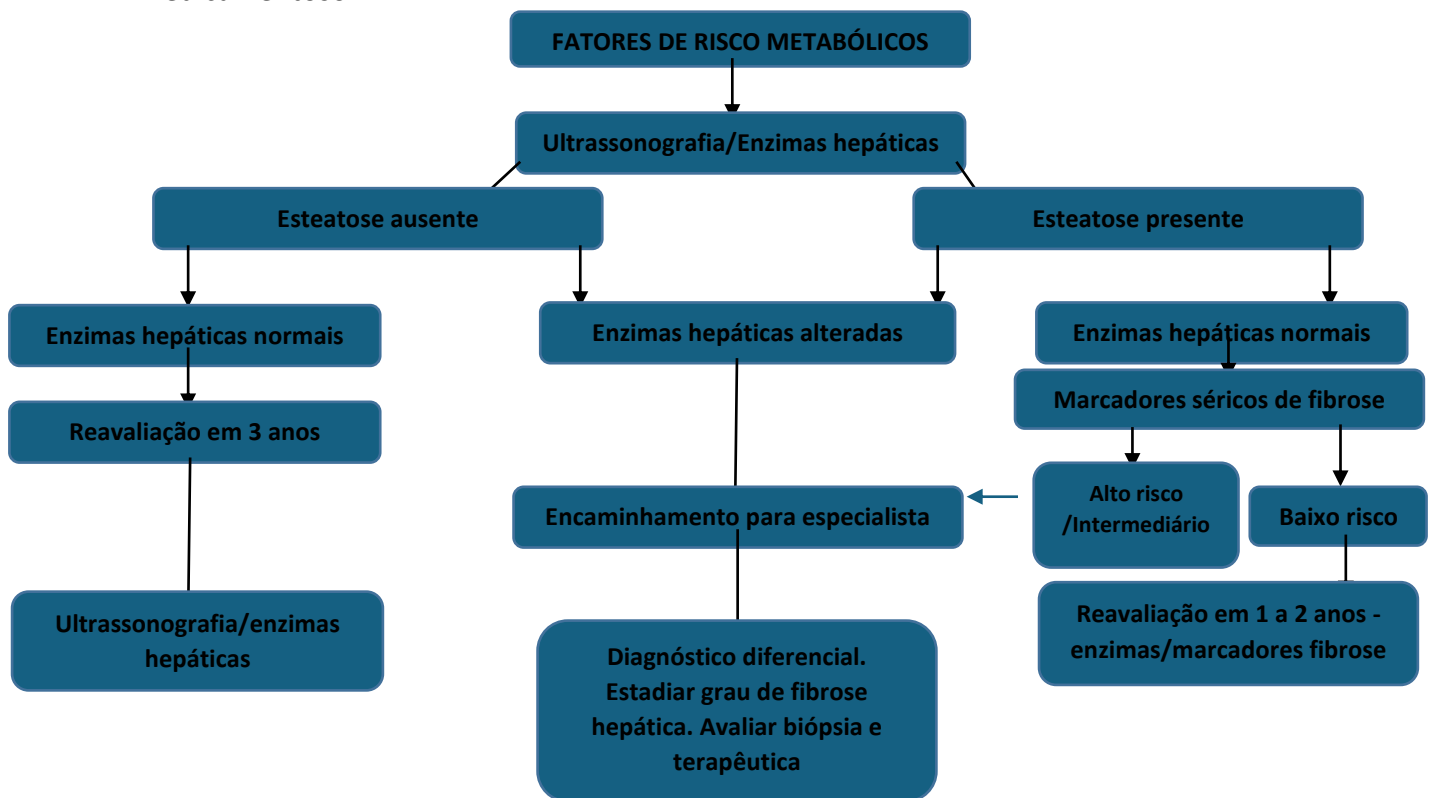 FATORES DE RISCO METABÓLICOS
Ultrassonografia/Enzimas hepáticas
Esteatose ausente
Esteatose presente
Enzimas hepáticas normais
Enzimas hepáticas alteradas
Enzimas hepáticas normais
Marcadores séricos de fibrose
Reavaliação em 3 anos
Alto risco
/Intermediário
Baixo risco
Encaminhamento para especialista
Ultrassonografia/enzimas
hepáticas
Reavaliação em 1 a 2 anos -
enzimas/marcadores fibrose
Diagnóstico diferencial.
Estadiar grau de fibrose
hepática. Avaliar biópsia e
terapêutica